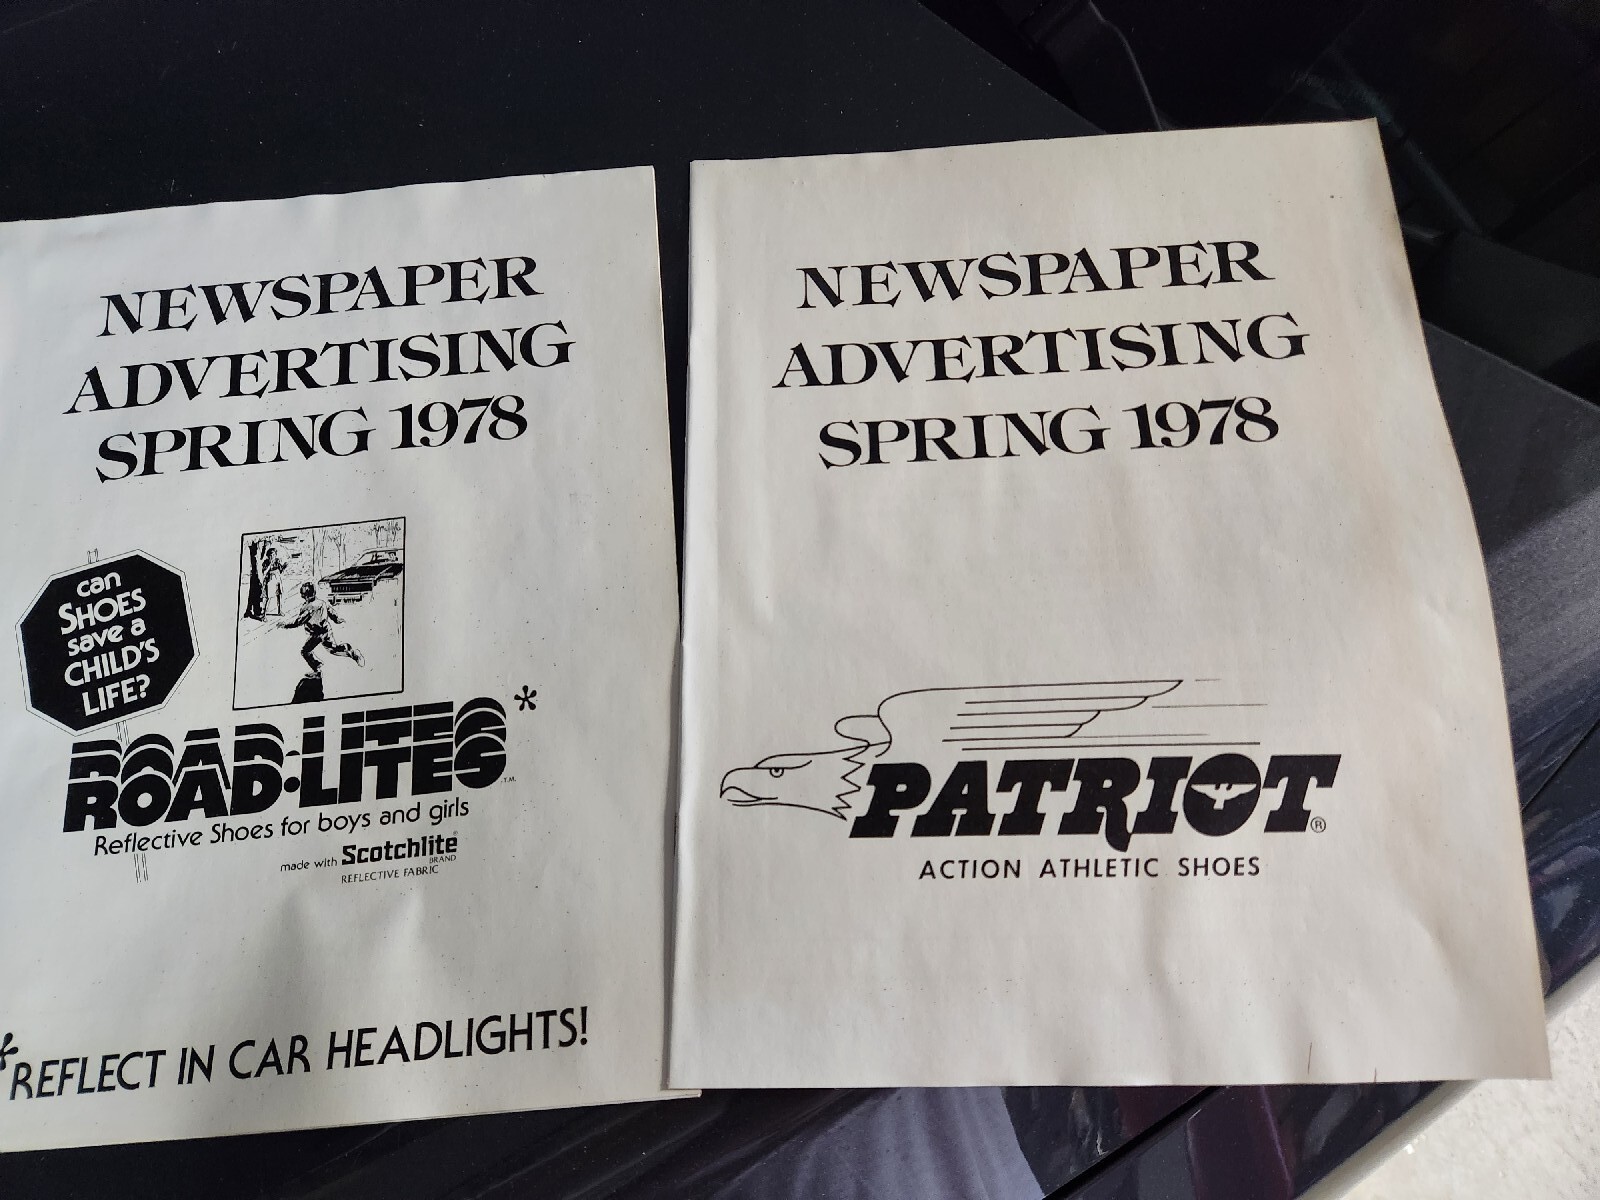 NEWSPAPER
ADVERTISING
SPRING 1978
can
SHOES
save a
CHILD'S
LIFE?
ROAD•LITES*
ROAD•LITES T.M.
Reflective Shoes for boys and girls
made with Scotchlite®
BRAND
REFLECTIVE FABRIC
*REFLECT IN CAR HEADLIGHTS!
NEWSPAPER
ADVERTISING
SPRING 1978
PATRIOT®
ACTION ATHLETIC SHOES